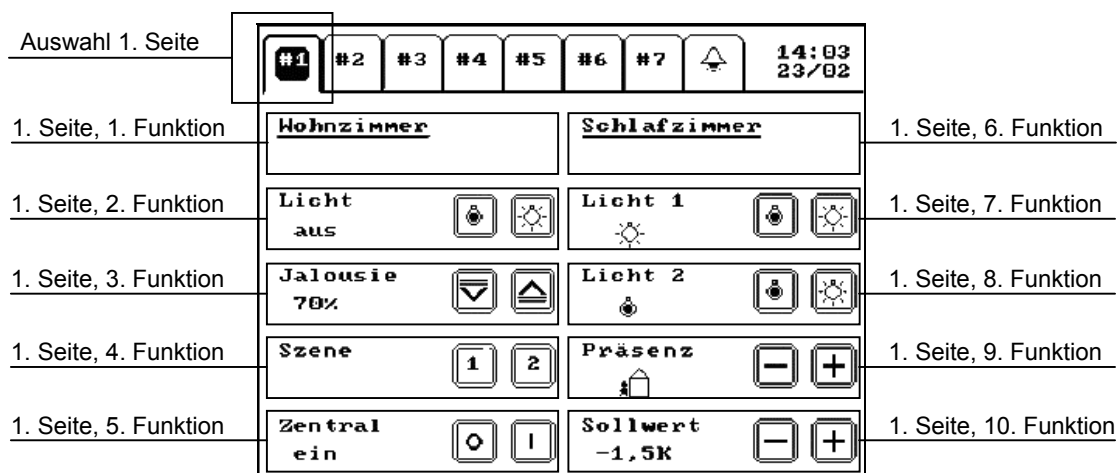 Auswahl 1. Seite
#1 #2 #3 #4 #5 #6 #7 14:03
23/02
1. Seite, 1. Funktion Wohnzimmer Schlafzimmer 1. Seite, 6. Funktion
1. Seite, 2. Funktion Licht Licht 1 1. Seite, 7. Funktion
aus
1. Seite, 3. Funktion Jalousie Licht 2 1. Seite, 8. Funktion
70%
1. Seite, 4. Funktion Szene 1 2 Präsenz - + 1. Seite, 9. Funktion
1. Seite, 5. Funktion Zentral O I Sollwert - + 1. Seite, 10. Funktion
ein -1,5K